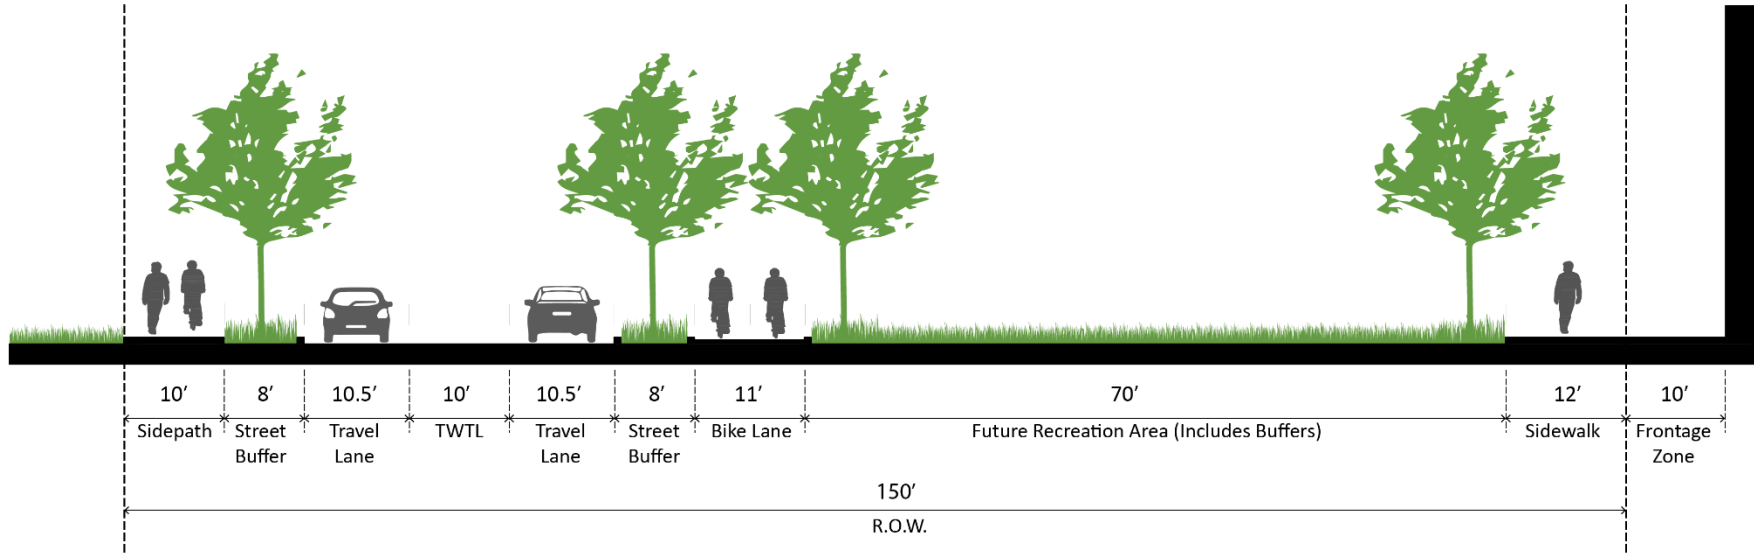 10’ 8’ 10.5’ 10’ 10.5’ 8’ 11’ 70’ 12’ 10’
Sidepath Street Travel TWTL Travel Street Bike Lane Future Recreation Area (Includes Buffers) Sidewalk Frontage
Buffer Lane Lane Buffer Zone
150’
R.O.W.